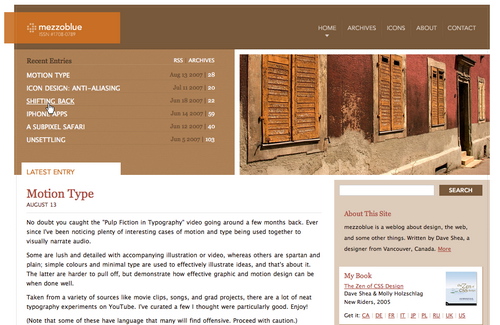 mezzoblue
HOME ARCHIVES ICONS ABOUT CONTACT
Recent Entries RSS ARCHIVES
MOTION TYPE Aug 13 2007 | 28
ICON DESIGN: ANTI-ALIASING Jul 11 2007 | 20
SHIFTING BACK Jun 18 2007 | 22
IPHONE APPS Jun 14 2007 | 59
A SUBPIXEL SAFARI Jun 12 2007 | 40
UNSETTLING Jun 5 2007 | 103
LATEST ENTRY
Motion Type
AUGUST 13
No doubt you caught the "Pulp Fiction in Typography" video going around a few months back. Ever
since I've been noticing plenty of interesting cases of motion and type being used together to
visually narrate audio.
Some are lush and detailed with accompanying illustration or video, whereas others are spartan and
plain; simple colours and minimal type are used to effectively illustrate ideas, and that's about it.
The latter are harder to pull off, but demonstrate how effective graphic and motion design can be
when done well.
Taken from a variety of sources like movie clips, songs, and grad projects, there are a lot of neat
typography experiments on YouTube. I've curated a few I thought were particularly good. Enjoy!
(Note that some of these have language that many will find offensive. Proceed with caution.)
SEARCH
About This Site
mezzoblue is a weblog about design, the web,
and some other things. Written by Dave Shea, a
designer from Vancouver, Canada. More
My Book
The Zen of CSS Design
Dave Shea & Molly Holzschlag
New Riders, 2005
Get it: CA | DE | FR | IT | JP | PL | RU | UK | US